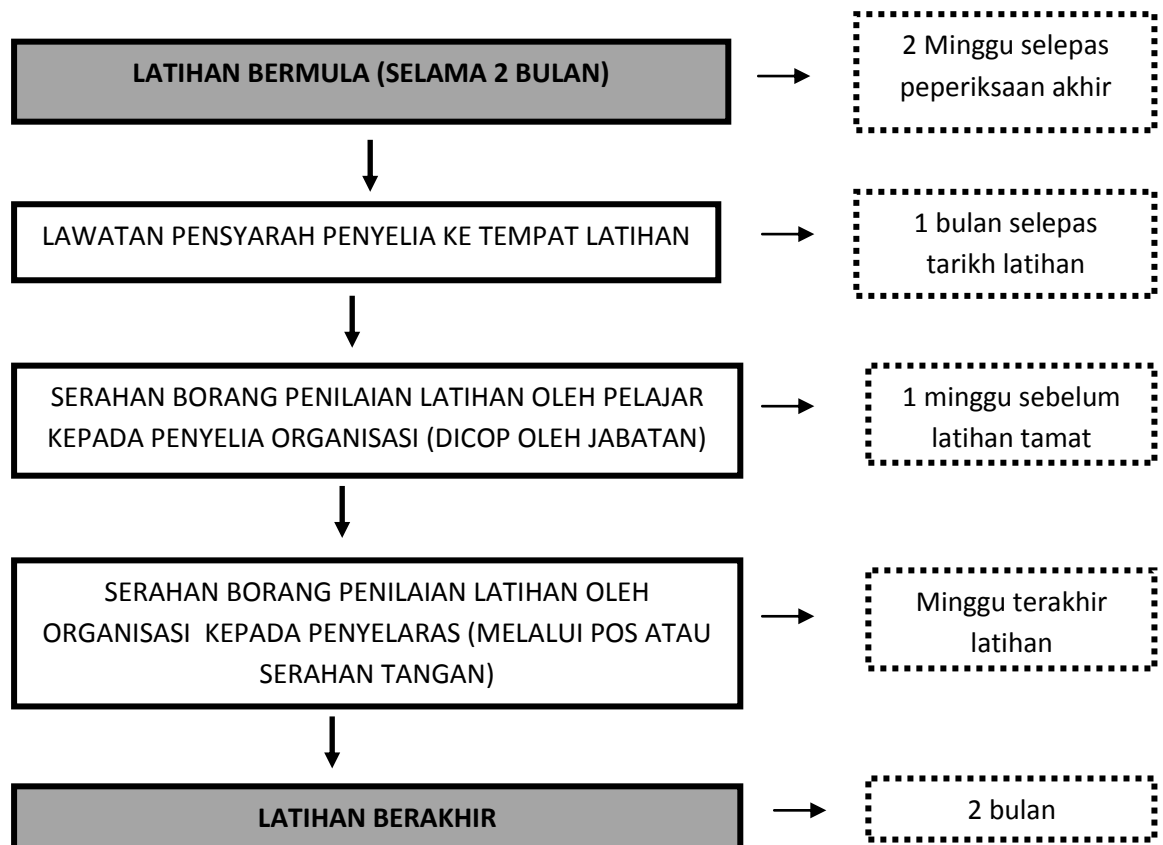 LATIHAN BERMULA (SELAMA 2 BULAN)
2 Minggu selepas
peperiksaan akhir
LAWATAN PENSYARAH PENYELIA KE TEMPAT LATIHAN
1 bulan selepas
tarikh latihan
SERAHAN BORANG PENILAIAN LATIHAN OLEH PELAJAR
KEPADA PENYELIA ORGANISASI (DICOP OLEH JABATAN)
1 minggu sebelum
latihan tamat
SERAHAN BORANG PENILAIAN LATIHAN OLEH
ORGANISASI KEPADA PENYELARAS (MELALUI POS ATAU
SERAHAN TANGAN)
Minggu terakhir
latihan
LATIHAN BERAKHIR
2 bulan